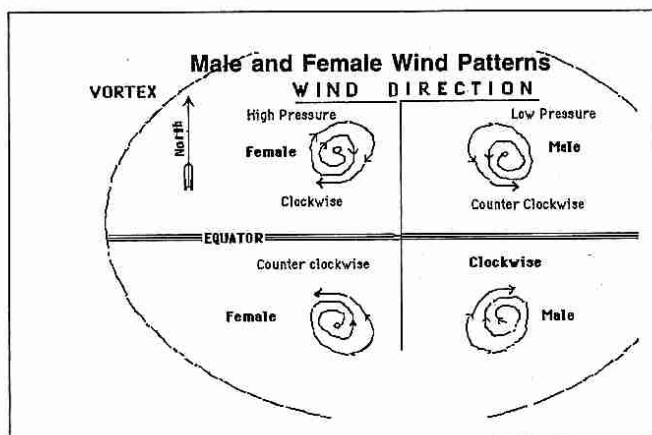 Male and Female Wind Patterns
VORTEX
WIND DIRECTION
North
High Pressure
Low Pressure
Female
Male
Clockwise
Counter Clockwise
EQUATOR
Counter clockwise
Clockwise
Female
Male